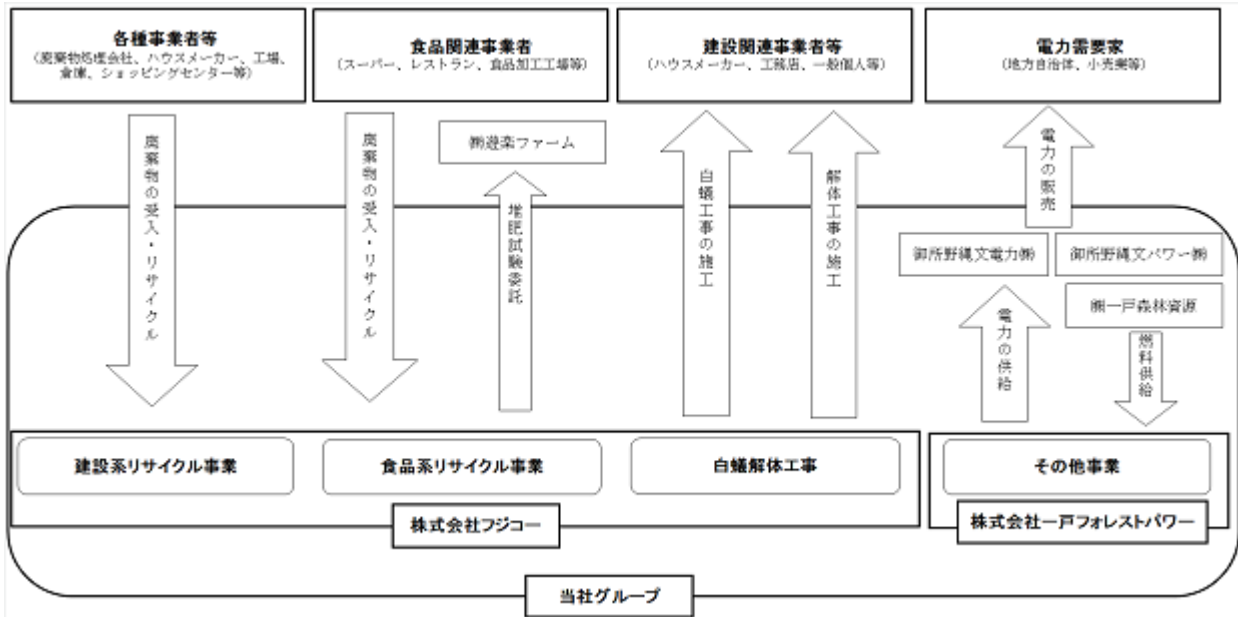 各種事業者等
(廃棄物処理会社、ハウスメーカー、工場、
倉庫、ショッピングセンター等)
食品関連事業者
(スーパー、レストラン、食品加工工場等)
建設関連事業者等
(ハウスメーカー、工務店、一般個人等)
電力需要家
(地方自治体、小売業等)
廃棄物の受入・リサイクル
廃棄物の受入・リサイクル
㈱遊楽ファーム
堆肥試験委託
白蟻工事の施工
解体工事の施工
電力の販売
御所野縄文電力㈱
御所野縄文パワー㈱
㈱一戸森林資源
電力の供給
燃料供給
建設系リサイクル事業
食品系リサイクル事業
白蟻解体工事
その他事業
株式会社フジコー
株式会社一戸フォレストパワー
当社グループ